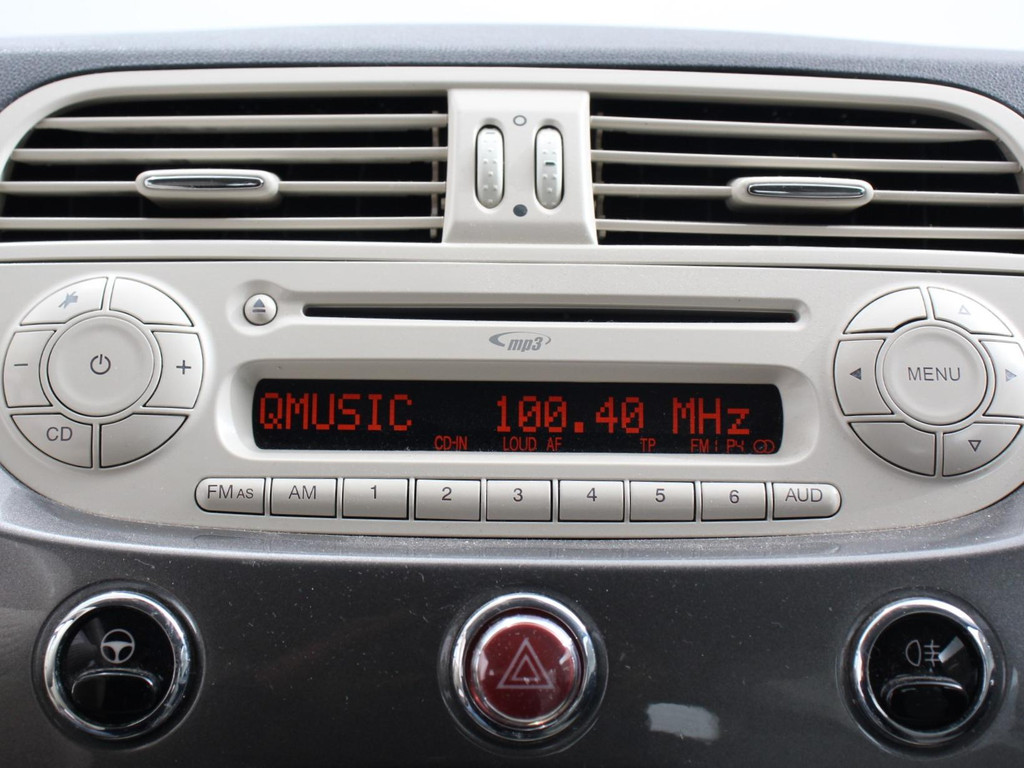 mp3
QMUSIC 100.40 MHz
CD-IN LOUD AF TP FM1 P4
MENU
CD
FM AS AM 1 2 3 4 5 6 AUD